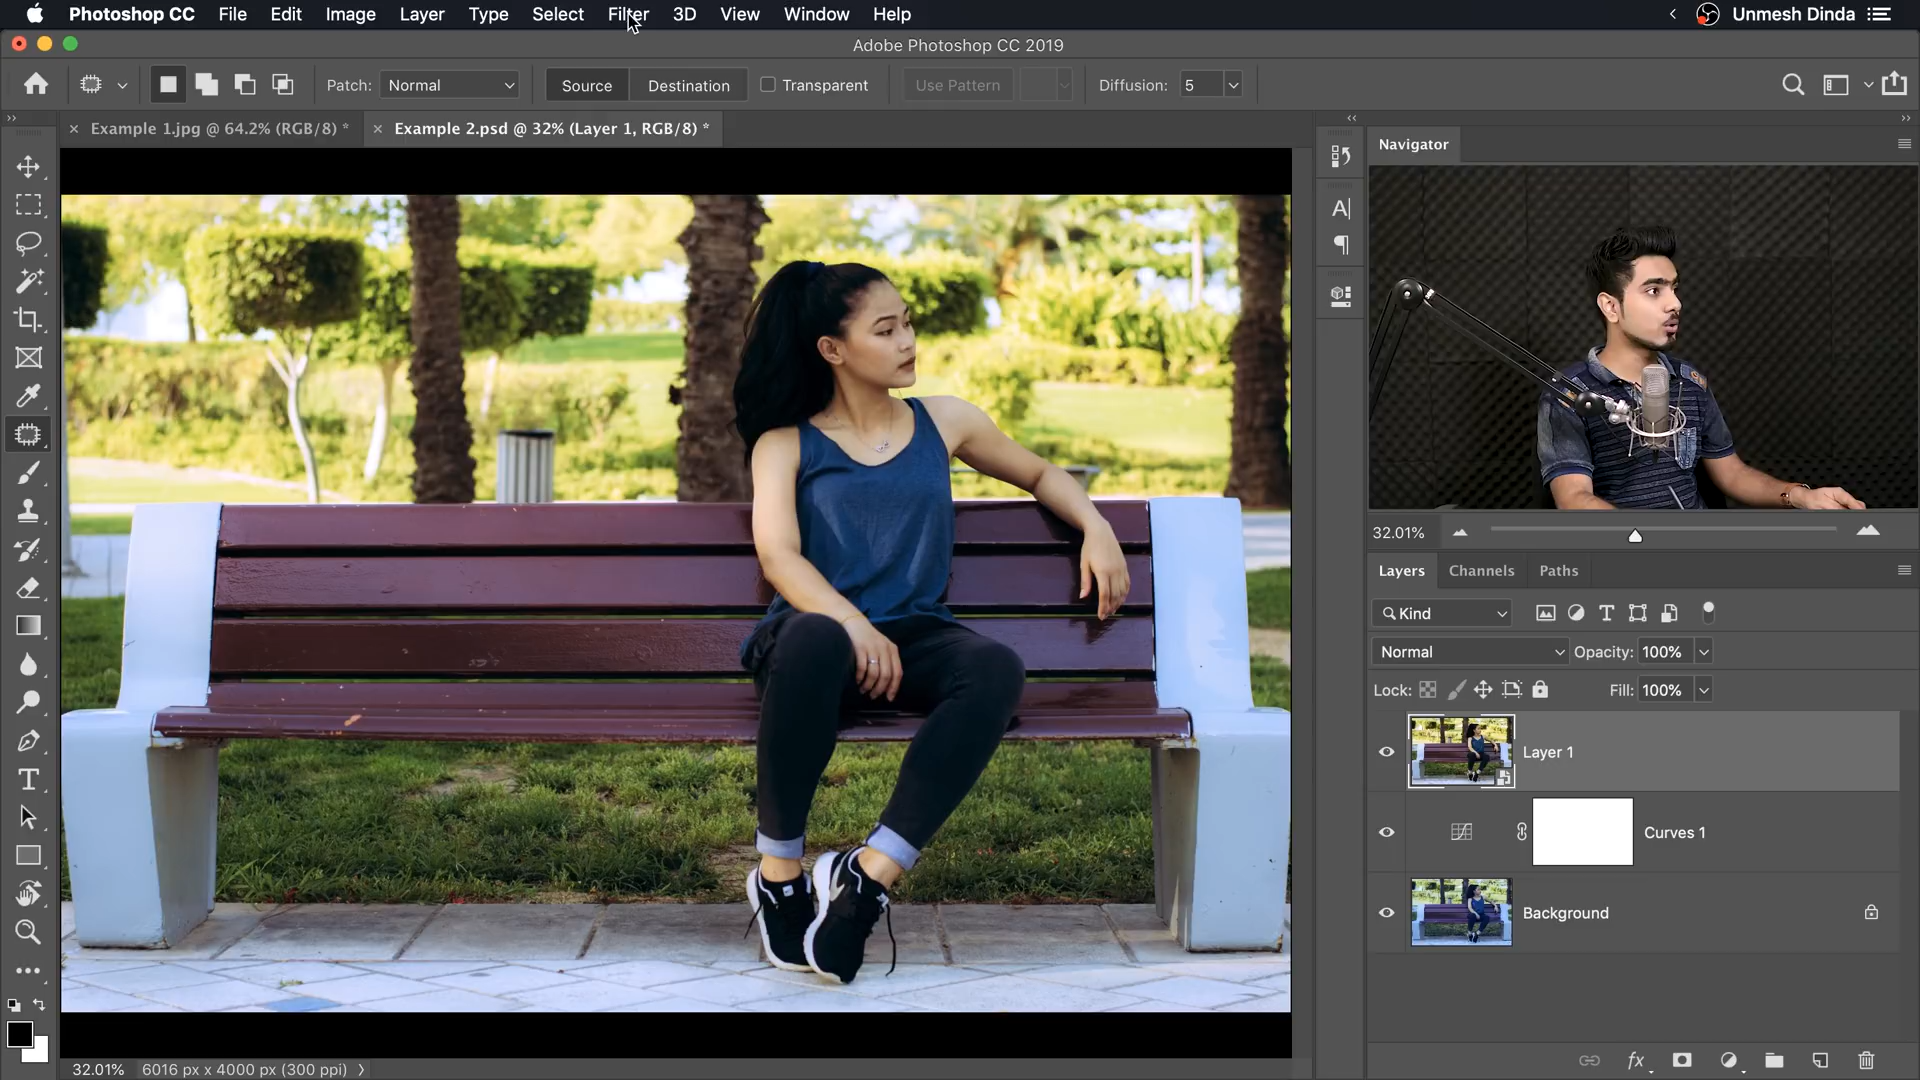 Photoshop CC File Edit Image Layer Type Select Filter 3D View Window Help Unmesh Dinda
Adobe Photoshop CC 2019
Patch: Normal Source Destination Transparent Use Pattern Diffusion: 5
Example 1.jpg @ 64.2% (RGB/8) * Example 2.psd @ 32% (Layer 1, RGB/8) *
Navigator
32.01%
Layers Channels Paths
Kind
Normal Opacity: 100%
Lock: Fill: 100%
Layer 1
Curves 1
Background
32.01% 6016 px x 4000 px (300 ppi)